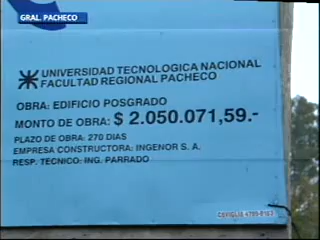 GRAL. PACHECO
UNIVERSIDAD TECNOLOGICA NACIONAL
FACULTAD REGIONAL PACHECO
OBRA: EDIFICIO POSGRADO
MONTO DE OBRA: $ 2.050.071,59.-
PLAZO DE OBRA: 270 DIAS
EMPRESA CONSTRUCTORA: INGENOR S.A.
RESP. TECNICO: ING. PARRADO